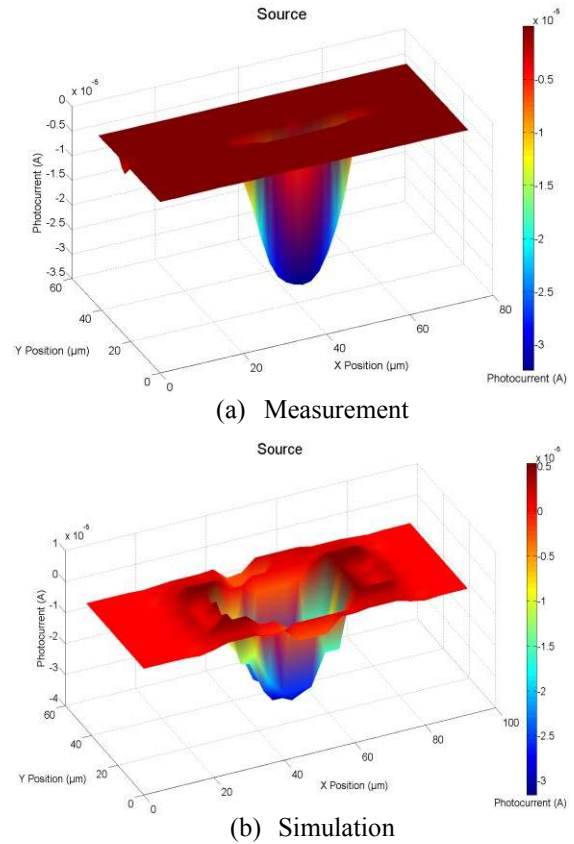 Source
x 10⁻⁵
0
-0.5
-1
-1.5
-2
-2.5
-3
-3.5
Photocurrent (A)
60
40
20
0
Y Position (µm)
0
20
40
60
80
X Position (µm)
x 10⁻⁵
-0.5
-1
-1.5
-2
-2.5
-3
Photocurrent (A)
(a) Measurement
Source
x 10⁻⁵
1
0
-1
-2
-3
-4
Photocurrent (A)
60
40
20
0
Y Position (µm)
0
20
40
60
80
100
X Position (µm)
x 10⁻⁵
0.5
0
-0.5
-1
-1.5
-2
-2.5
-3
Photocurrent (A)
(b) Simulation